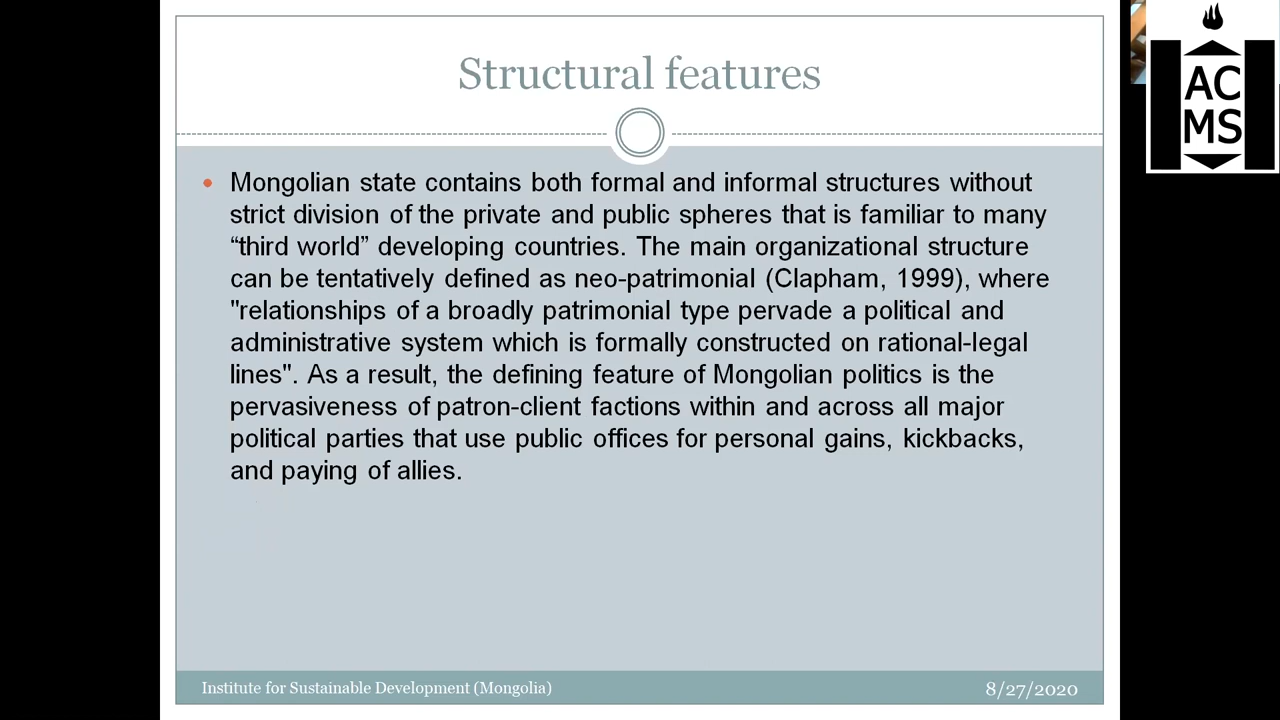 Structural features
• Mongolian state contains both formal and informal structures without
strict division of the private and public spheres that is familiar to many
“third world” developing countries. The main organizational structure
can be tentatively defined as neo-patrimonial (Clapham, 1999), where
"relationships of a broadly patrimonial type pervade a political and
administrative system which is formally constructed on rational-legal
lines". As a result, the defining feature of Mongolian politics is the
pervasiveness of patron-client factions within and across all major
political parties that use public offices for personal gains, kickbacks,
and paying of allies.
Institute for Sustainable Development (Mongolia)
8/27/2020
AC
MS